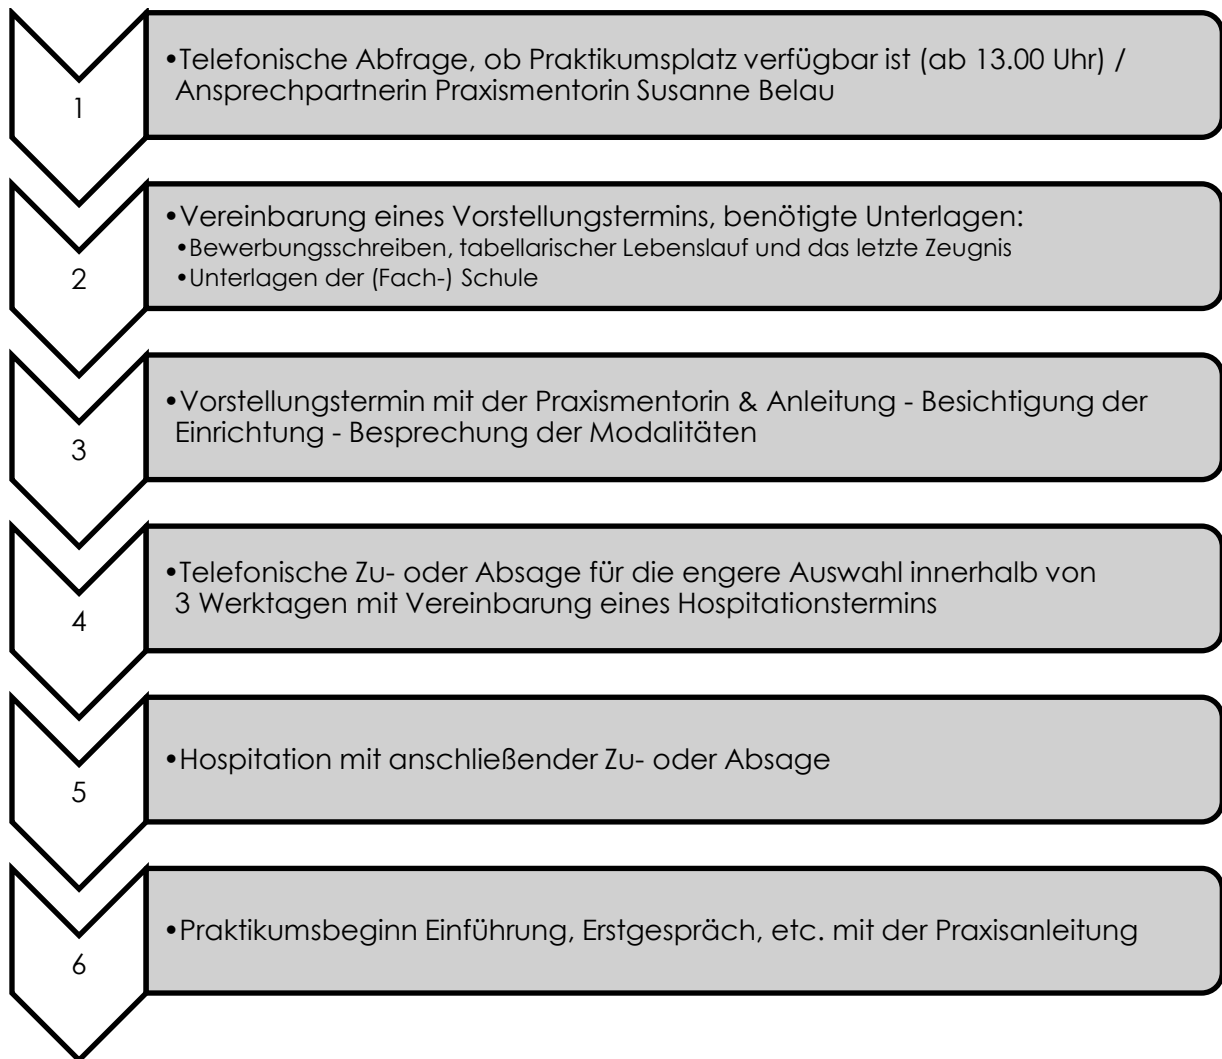 1
•Telefonische Abfrage, ob Praktikumsplatz verfügbar ist (ab 13.00 Uhr) /
Ansprechpartnerin Praxismentorin Susanne Belau
2
•Vereinbarung eines Vorstellungstermins, benötigte Unterlagen:
•Bewerbungsschreiben, tabellarischer Lebenslauf und das letzte Zeugnis
•Unterlagen der (Fach-) Schule
3
•Vorstellungstermin mit der Praxismentorin & Anleitung - Besichtigung der
Einrichtung - Besprechung der Modalitäten
4
•Telefonische Zu- oder Absage für die engere Auswahl innerhalb von
3 Werktagen mit Vereinbarung eines Hospitationstermins
5
•Hospitation mit anschließender Zu- oder Absage
6
•Praktikumsbeginn Einführung, Erstgespräch, etc. mit der Praxisanleitung